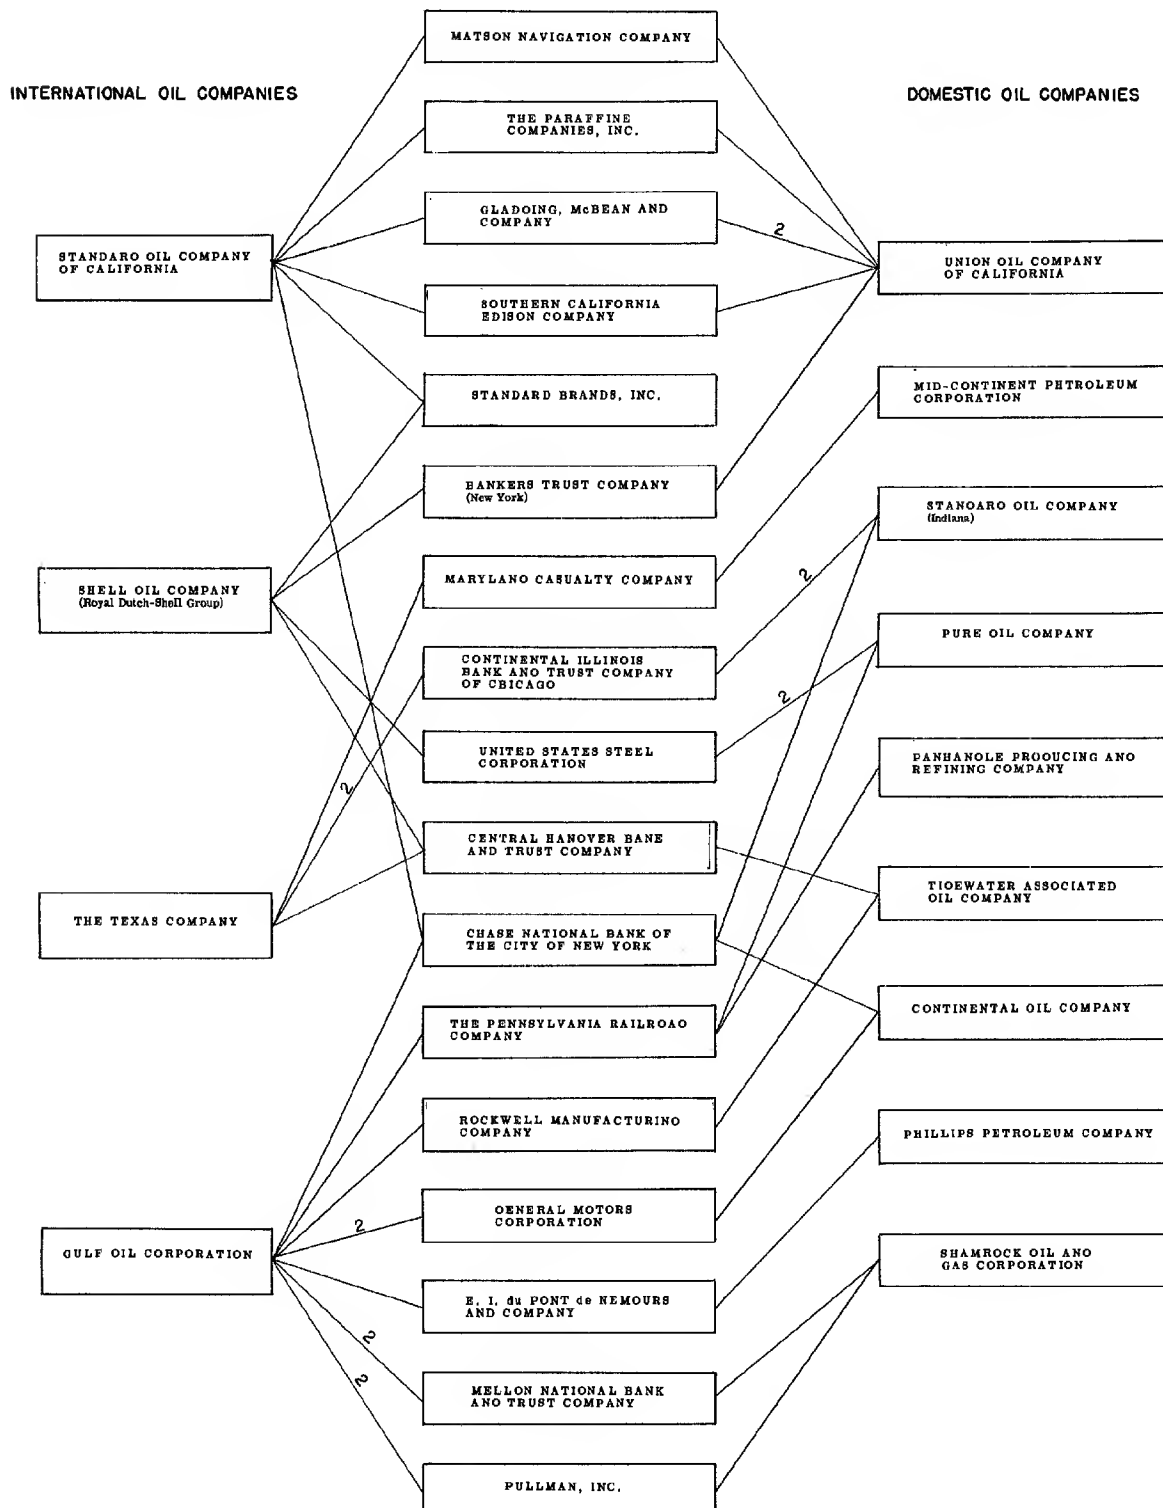 INTERNATIONAL OIL COMPANIES
STANDARO OIL COMPANY
OF CALIFORNIA
SHELL OIL COMPANY
(Royal Dutch-Shell Group)
THE TEXAS COMPANY
GULF OIL CORPORATION
MATSON NAVIGATION COMPANY
THE PARAFFINE
COMPANIES, INC.
GLADOING, McBEAN AND
COMPANY
SOUTHERN CALIFORNIA
EDISON COMPANY
STANDARD BRANDS, INC.
BANKERS TRUST COMPANY
(New York)
MARYLANO CASUALTY COMPANY
CONTINENTAL ILLINOIS
BANK ANO TRUST COMPANY
OF CBICAGO
UNITED STATES STEEL
CORPORATION
CENTRAL HANOVER BANE
AND TRUST COMPANY
CHASE NATIONAL BANK OF
THE CITY OF NEW YORK
THE PENNSYLVANIA RAILROAO
COMPANY
ROCKWELL MANUFACTURINO
COMPANY
OENERAL MOTORS
CORPORATION
E. I. du PONT de NEMOURS
AND COMPANY
MELLON NATIONAL BANK
ANO TRUST COMPANY
PULLMAN, INC.
2
2
2
2
2
2
2
DOMESTIC OIL COMPANIES
UNION OIL COMPANY
OF CALIFORNIA
MID-CONTINENT PETROLEUM
CORPORATION
STANOARO OIL COMPANY
(Indiana)
PURE OIL COMPANY
PANHANOLE PROOUCING ANO
REFINING COMPANY
TIOEWATER ASSOCIATED
OIL COMPANY
CONTINENTAL OIL COMPANY
PHILLIPS PETROLEUM COMPANY
SHAMROCK OIL AND
GAS CORPORATION